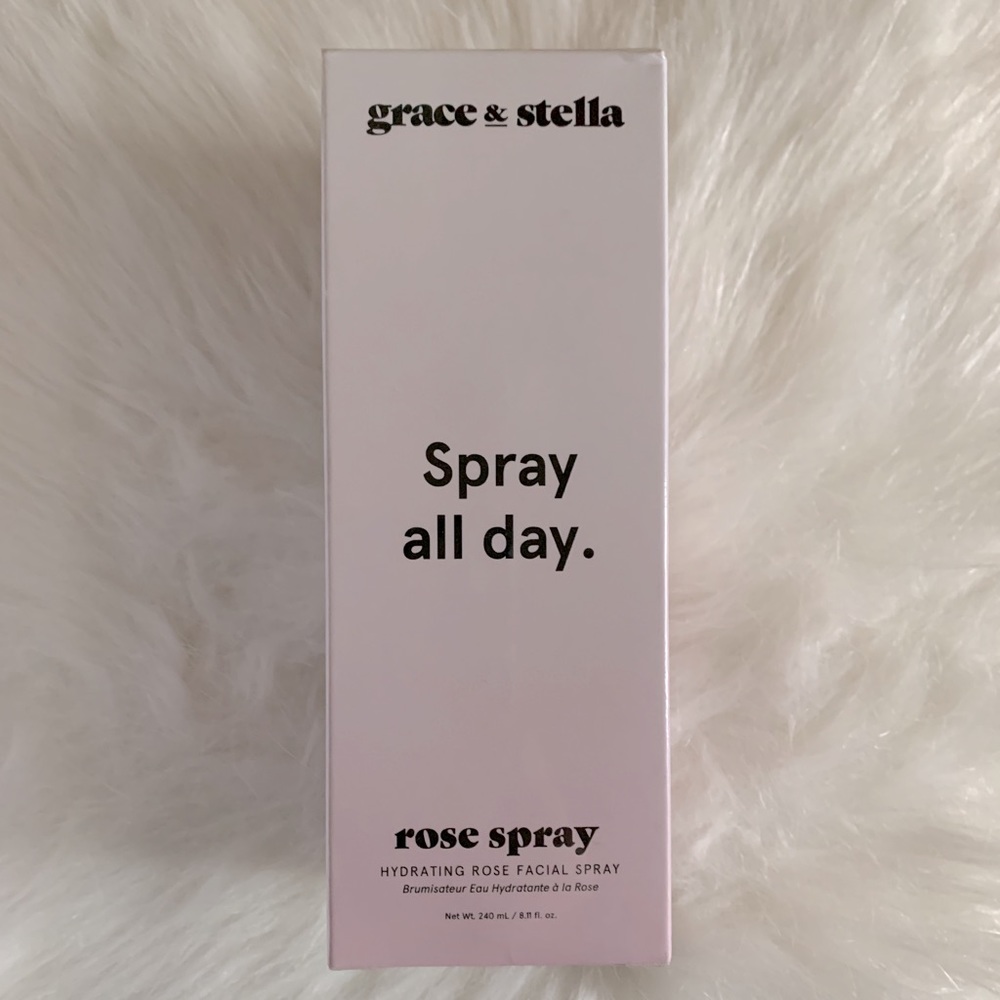 grace & stella
Spray
all day.
rose spray
HYDRATING ROSE FACIAL SPRAY
Brumisateur Eau Hydratante à la Rose
Net Wt. 240 mL / 8.11 fl. oz.